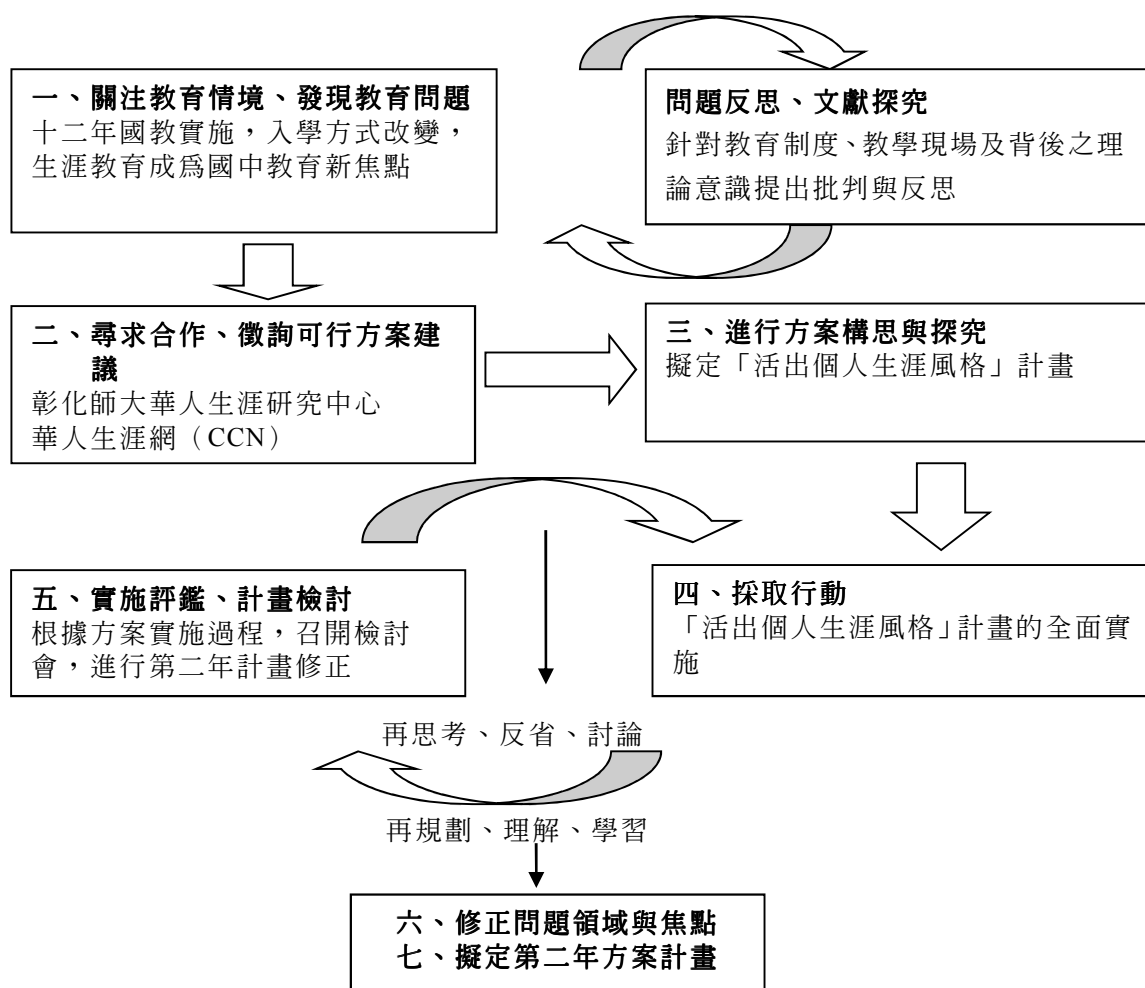 一、關注教育情境、發現教育問題
十二年國教實施，入學方式改變，
生涯教育成爲國中教育新焦點
問題反思、文獻探究
針對教育制度、教學現場及背後之理
論意識提出批判與反思
二、尋求合作、徵詢可行方案建
議
彰化師大華人生涯研究中心
華人生涯網（CCN）
三、進行方案構思與探究
擬定「活出個人生涯風格」計畫
五、實施評鑑、計畫檢討
根據方案實施過程，召開檢討
會，進行第二年計畫修正
四、採取行動
「活出個人生涯風格」計畫的全面實
施
再思考、反省、討論
再規劃、理解、學習
六、修正問題領域與焦點
七、擬定第二年方案計畫